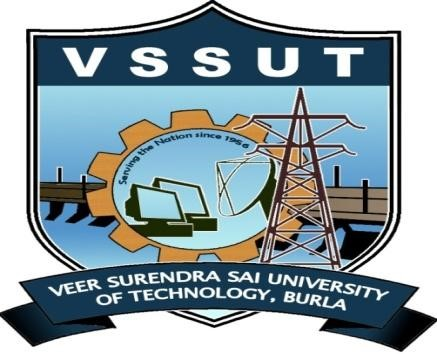 VSSUT
Serving the Nation since 1956
VEER SURENDRA SAI UNIVERSITY
OF TECHNOLOGY, BURLA